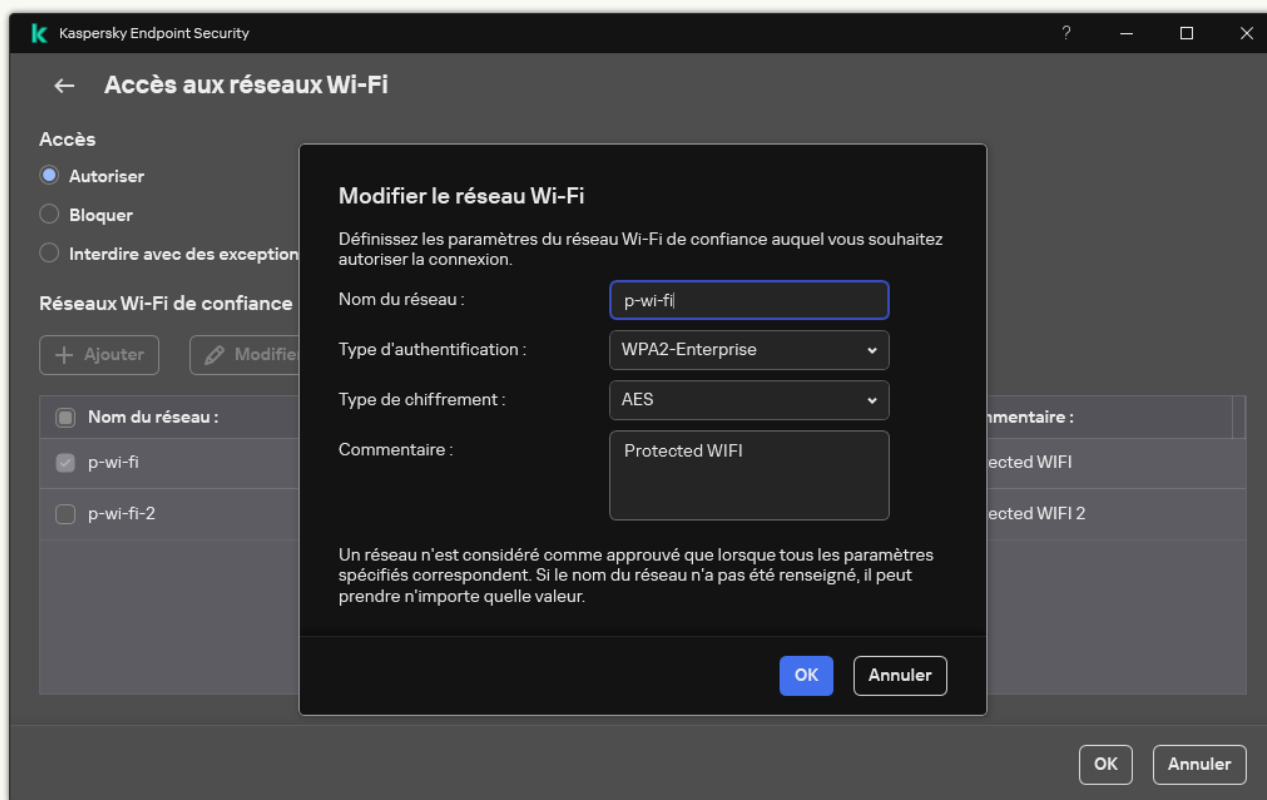 Kaspersky Endpoint Security
?
Accès aux réseaux Wi-Fi
Accès
Autoriser
Bloquer
Interdire avec des exception
Réseaux Wi-Fi de confiance
Ajouter
Modifie
Nom du réseau :
mmentaire :
p-wi-fi
ected WIFI
p-wi-fi-2
ected WIFI 2
Modifier le réseau Wi-Fi
Définissez les paramètres du réseau Wi-Fi de confiance auquel vous souhaitez
autoriser la connexion.
Nom du réseau :
p-wi-fi
Type d'authentification :
WPA2-Enterprise
Type de chiffrement :
AES
Commentaire :
Protected WIFI
Un réseau n'est considéré comme approuvé que lorsque tous les paramètres
spécifiés correspondent. Si le nom du réseau n'a pas été renseigné, il peut
prendre n'importe quelle valeur.
OK
Annuler
OK
Annuler